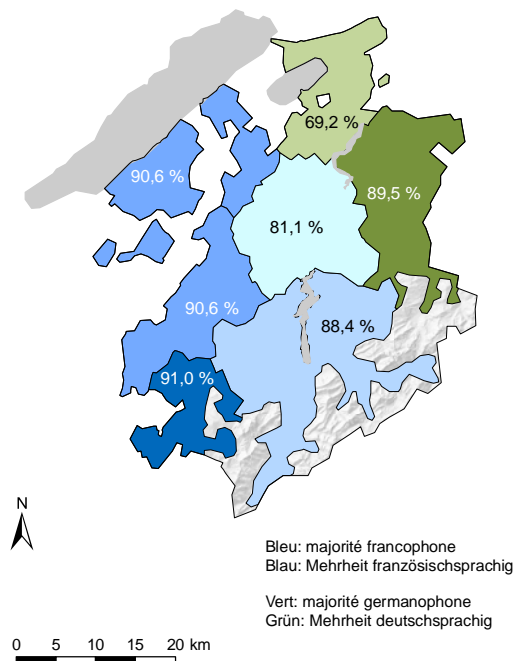 69,2 %
90,6 %
89,5 %
81,1 %
90,6 %
88,4 %
91,0 %
N
Bleu: majorité francophone
Blau: Mehrheit französischsprachig
Vert: majorité germanophone
Grün: Mehrheit deutschsprachig
0 5 10 15 20 km